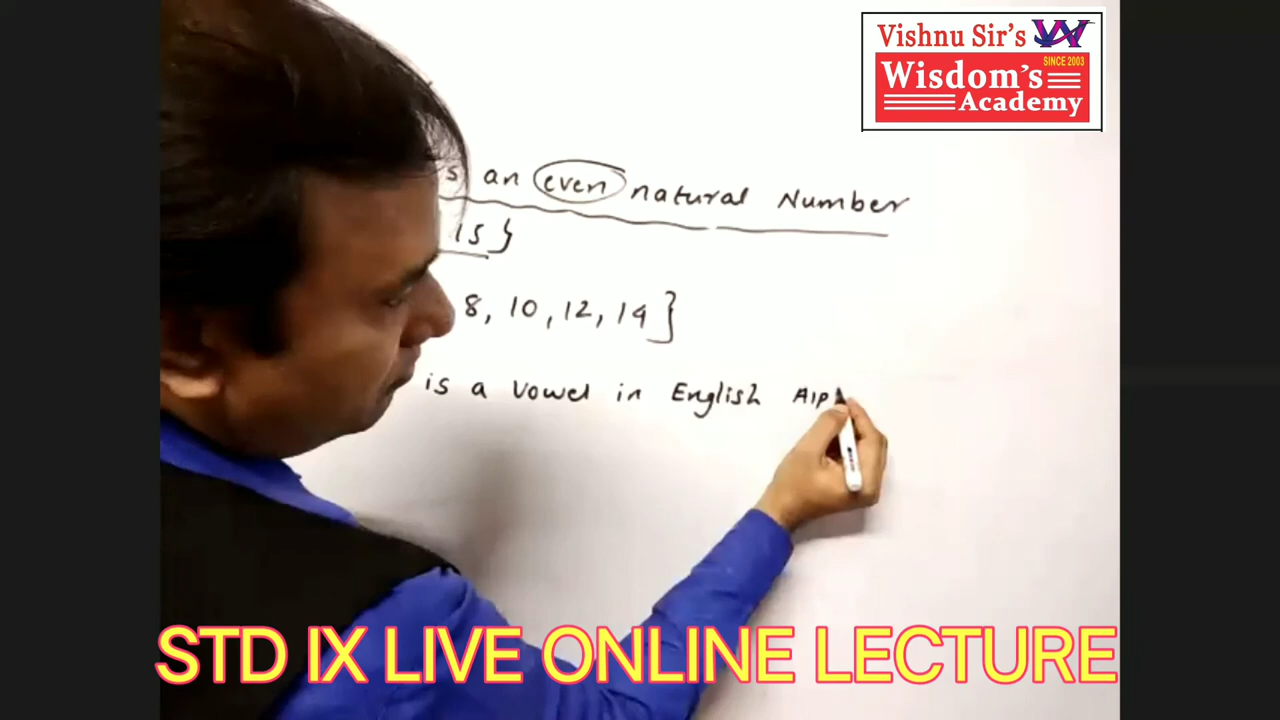 Vishnu Sir's W
SINCE 2003
Wisdom's
Academy
s an even natural Number
15}
8, 10, 12, 14}
is a vowel in English Alp
STD IX LIVE ONLINE LECTURE